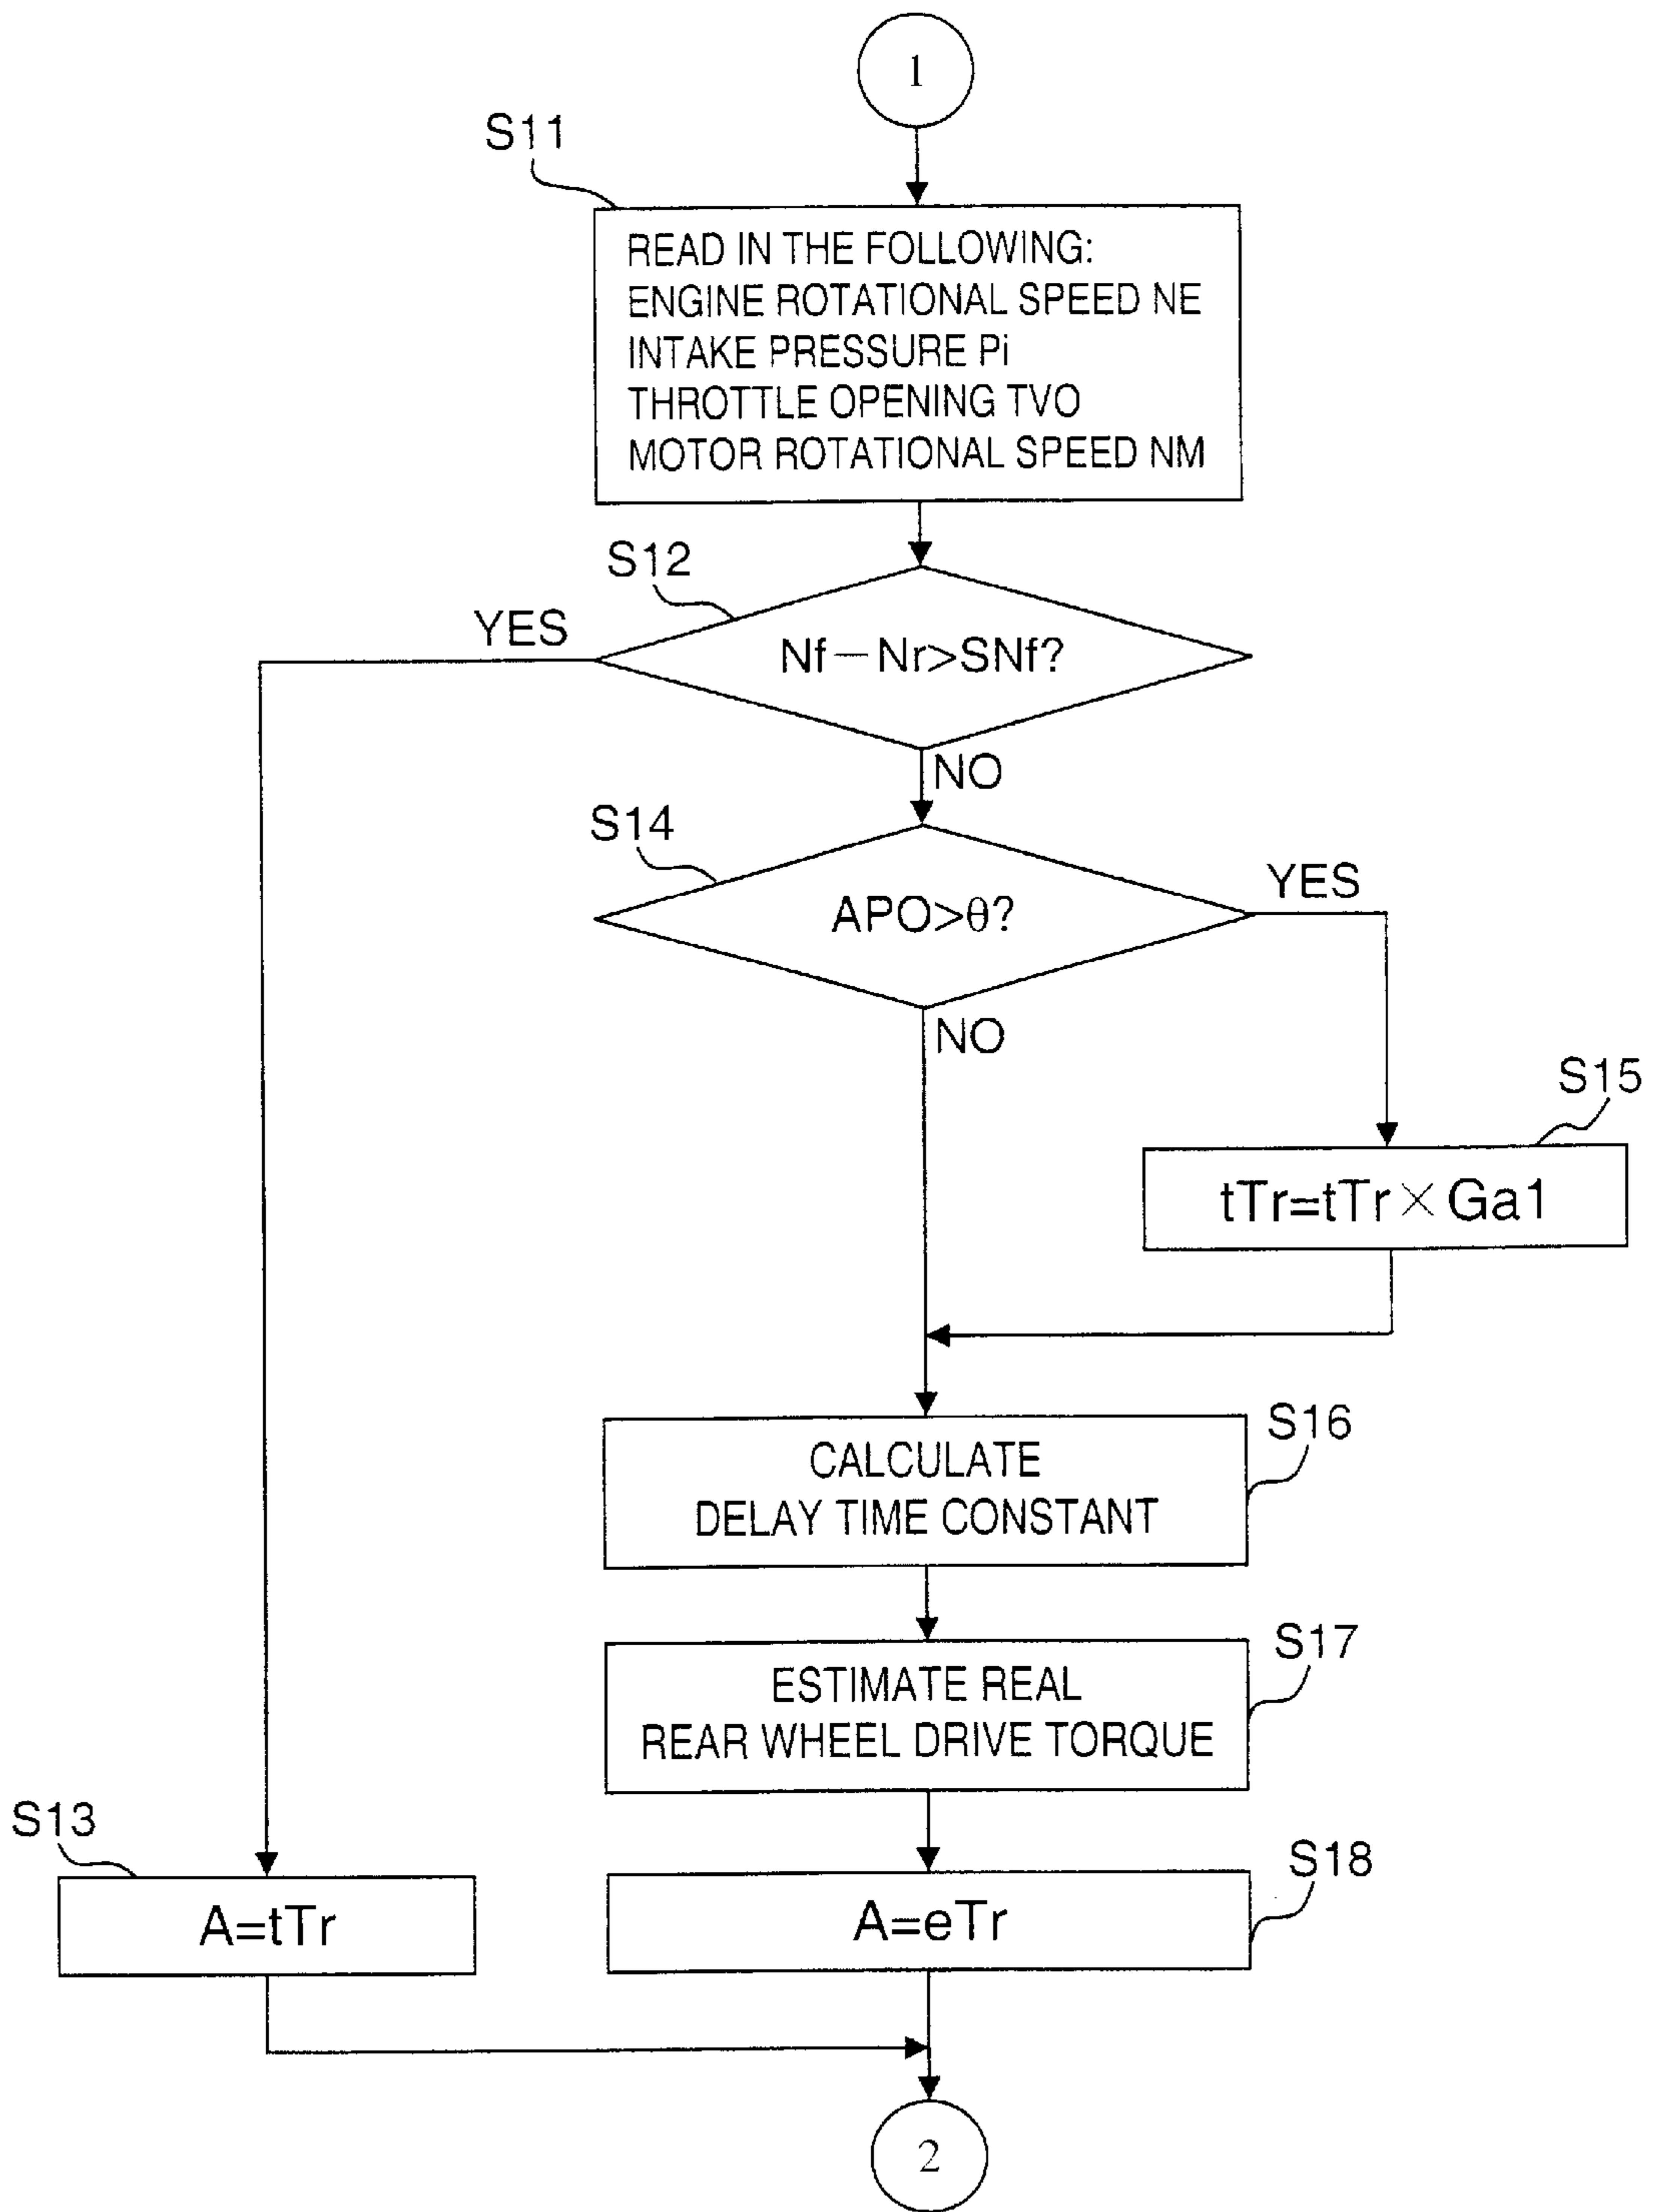 1
S11
READ IN THE FOLLOWING:
ENGINE ROTATIONAL SPEED NE
INTAKE PRESSURE Pi
THROTTLE OPENING TVO
MOTOR ROTATIONAL SPEED NM
S12
YES
Nf−Nr>SNf?
NO
S14
YES
APO>θ?
NO
S15
tTr=tTr×Ga1
S16
CALCULATE
DELAY TIME CONSTANT
S17
ESTIMATE REAL
REAR WHEEL DRIVE TORQUE
S13
A=tTr
S18
A=eTr
2